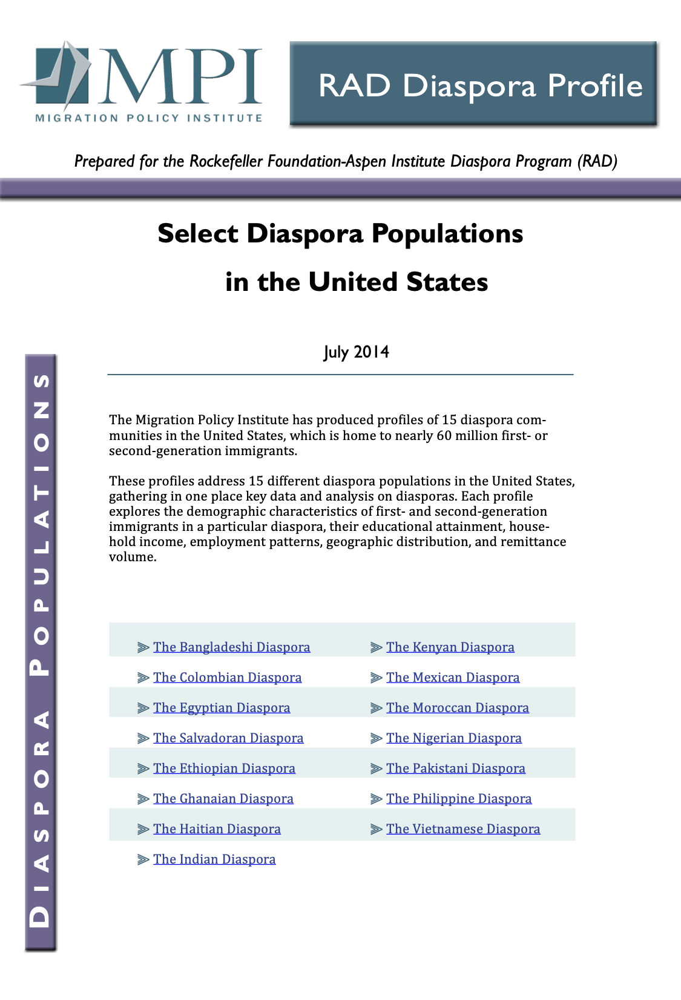 MPI
MIGRATION POLICY INSTITUTE
RAD Diaspora Profile
Prepared for the Rockefeller Foundation-Aspen Institute Diaspora Program (RAD)
Select Diaspora Populations
in the United States
July 2014
DIASPORA POPULATIONS
The Migration Policy Institute has produced profiles of 15 diaspora com-
munities in the United States, which is home to nearly 60 million first- or
second-generation immigrants.
These profiles address 15 different diaspora populations in the United States,
gathering in one place key data and analysis on diasporas. Each profile
explores the demographic characteristics of first- and second-generation
immigrants in a particular diaspora, their educational attainment, house-
hold income, employment patterns, geographic distribution, and remittance
volume.
The Bangladeshi Diaspora
The Colombian Diaspora
The Egyptian Diaspora
The Salvadoran Diaspora
The Ethiopian Diaspora
The Ghanaian Diaspora
The Haitian Diaspora
The Indian Diaspora
The Kenyan Diaspora
The Mexican Diaspora
The Moroccan Diaspora
The Nigerian Diaspora
The Pakistani Diaspora
The Philippine Diaspora
The Vietnamese Diaspora